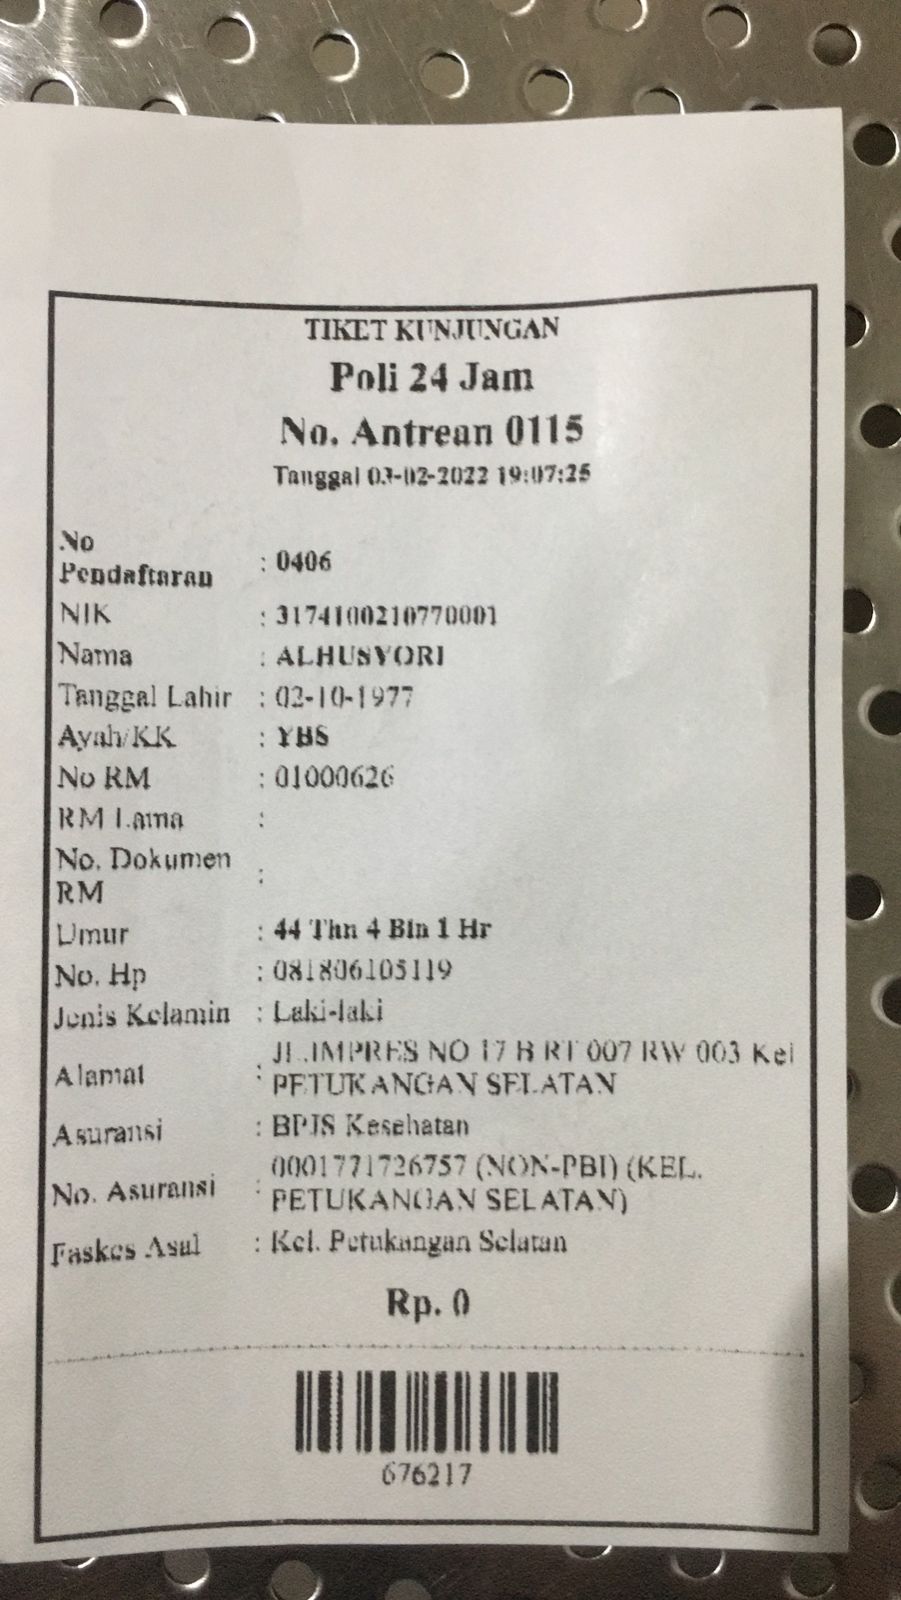 TIKET KUNJUNGAN
Poli 24 Jam
No. Antrean 0115
Tanggal 03-02-2022 19:07:25
No
Pendaftaran : 0406
NIK : 3174100210770001
Nama : ALHUSYORI
Tanggal Lahir : 02-10-1977
Ayah/KK : YBS
No RM : 01000626
RM Lama :
No. Dokumen
RM :
Umur : 44 Thn 4 Bln 1 Hr
No. Hp : 081806105119
Jenis Kelamin : Laki-laki
Alamat : JL.IMPRES NO 17 B RT 007 RW 003 Kel
PETUKANGAN SELATAN
Asuransi : BPJS Kesehatan
No. Asuransi : 0001771726757 (NON-PBI) (KEL.
PETUKANGAN SELATAN)
Faskes Asal : Kel. Petukangan Selatan
Rp. 0
676217